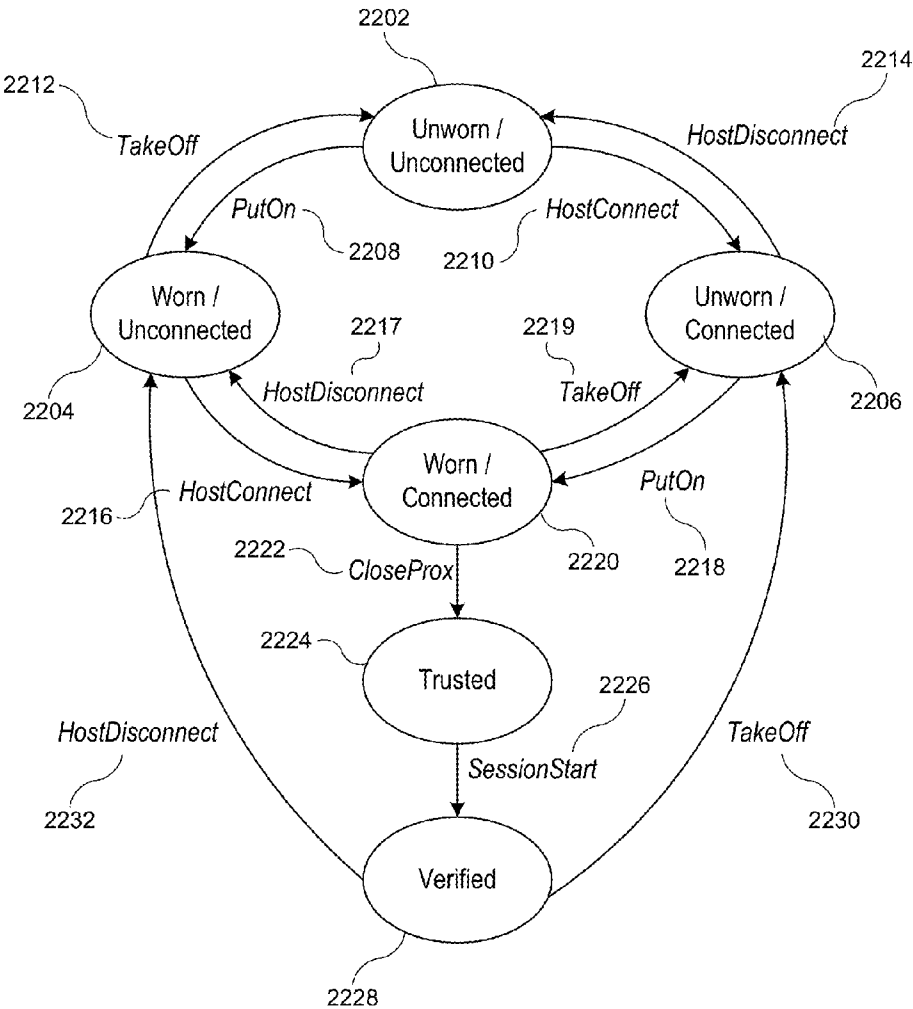 2202
2212
2214
TakeOff
Unworn /
Unconnected
HostDisconnect
PutOn
HostConnect
2208
2210
Worn /
Unconnected
Unworn /
Connected
2217
2219
HostDisconnect
TakeOff
2204
2206
Worn /
Connected
HostConnect
PutOn
2216
2222
2220
2218
CloseProx
2224
Trusted
2226
HostDisconnect
TakeOff
SessionStart
2232
2230
Verified
2228